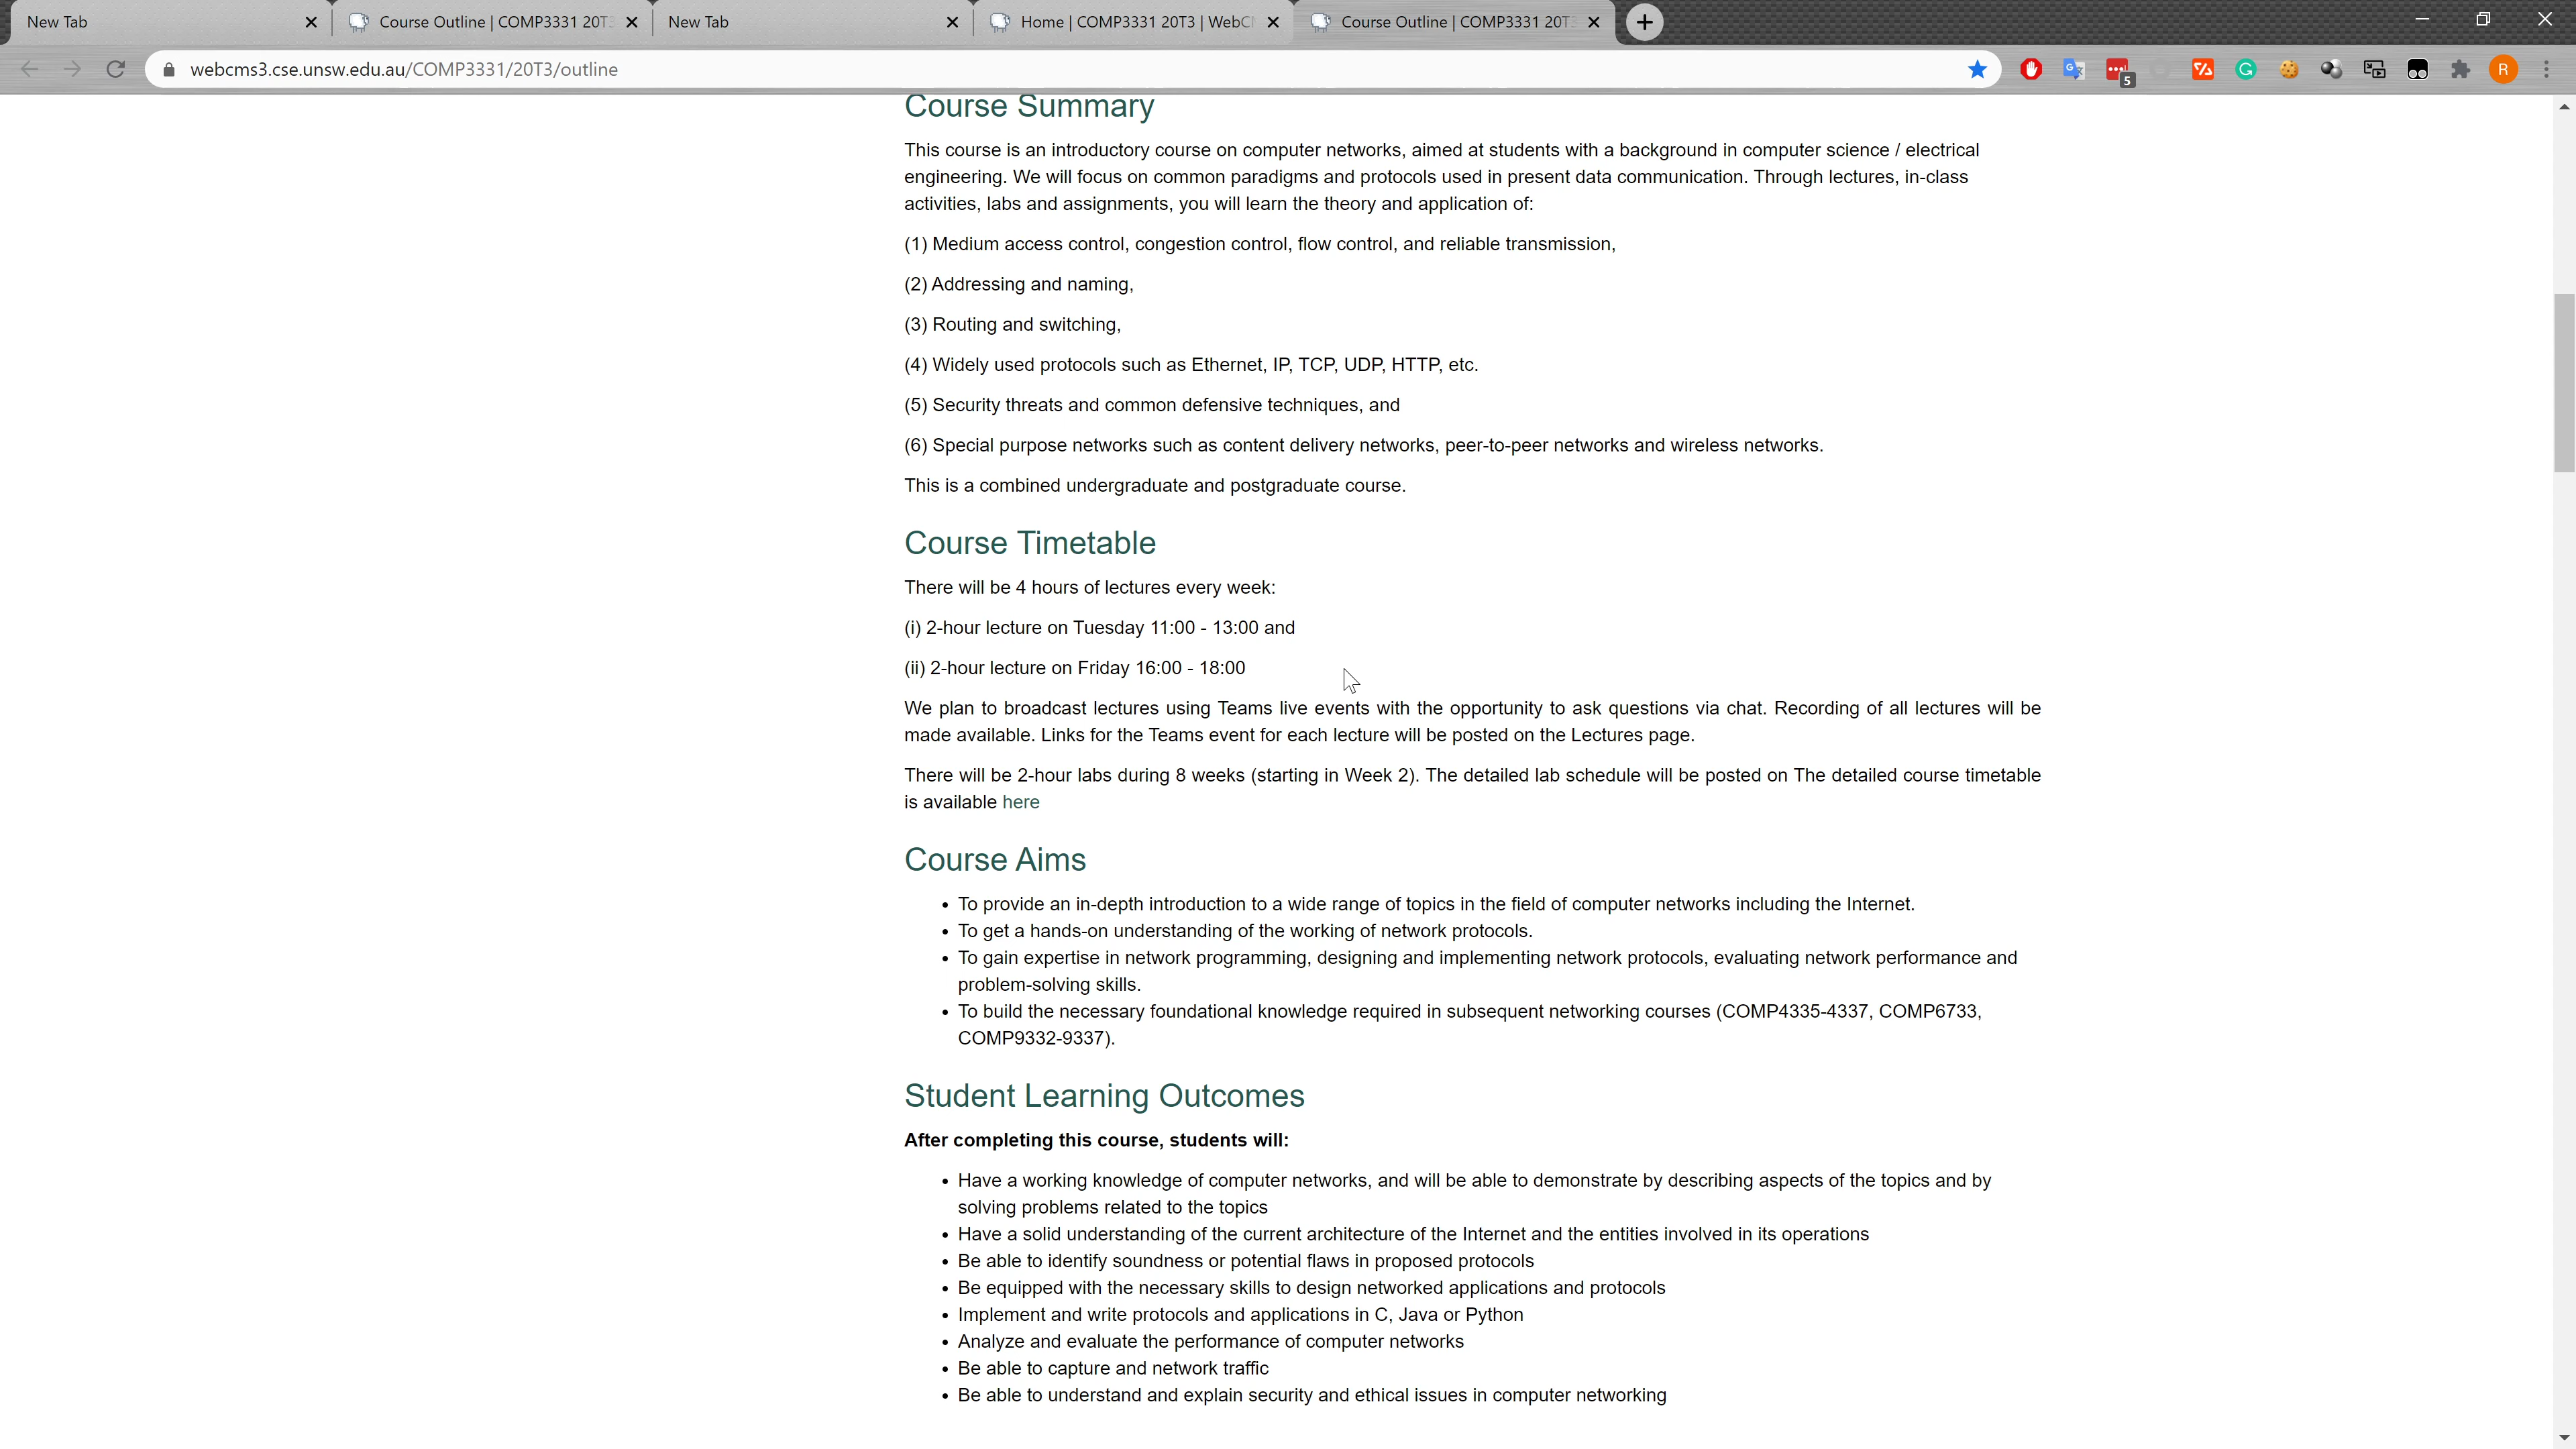 New Tab
Course Outline | COMP3331 20T3
New Tab
Home | COMP3331 20T3 | WebC
Course Outline | COMP3331 20T3
webcms3.cse.unsw.edu.au/COMP3331/20T3/outline
5
R
Course Summary
This course is an introductory course on computer networks, aimed at students with a background in computer science / electrical
engineering. We will focus on common paradigms and protocols used in present data communication. Through lectures, in-class
activities, labs and assignments, you will learn the theory and application of:
(1) Medium access control, congestion control, flow control, and reliable transmission,
(2) Addressing and naming,
(3) Routing and switching,
(4) Widely used protocols such as Ethernet, IP, TCP, UDP, HTTP, etc.
(5) Security threats and common defensive techniques, and
(6) Special purpose networks such as content delivery networks, peer-to-peer networks and wireless networks.
This is a combined undergraduate and postgraduate course.
Course Timetable
There will be 4 hours of lectures every week:
(i) 2-hour lecture on Tuesday 11:00 - 13:00 and
(ii) 2-hour lecture on Friday 16:00 - 18:00
We plan to broadcast lectures using Teams live events with the opportunity to ask questions via chat. Recording of all lectures will be
made available. Links for the Teams event for each lecture will be posted on the Lectures page.
There will be 2-hour labs during 8 weeks (starting in Week 2). The detailed lab schedule will be posted on The detailed course timetable
is available here
Course Aims
• To provide an in-depth introduction to a wide range of topics in the field of computer networks including the Internet.
• To get a hands-on understanding of the working of network protocols.
• To gain expertise in network programming, designing and implementing network protocols, evaluating network performance and
problem-solving skills.
• To build the necessary foundational knowledge required in subsequent networking courses (COMP4335-4337, COMP6733,
COMP9332-9337).
Student Learning Outcomes
After completing this course, students will:
• Have a working knowledge of computer networks, and will be able to demonstrate by describing aspects of the topics and by
solving problems related to the topics
• Have a solid understanding of the current architecture of the Internet and the entities involved in its operations
• Be able to identify soundness or potential flaws in proposed protocols
• Be equipped with the necessary skills to design networked applications and protocols
• Implement and write protocols and applications in C, Java or Python
• Analyze and evaluate the performance of computer networks
• Be able to capture and network traffic
• Be able to understand and explain security and ethical issues in computer networking